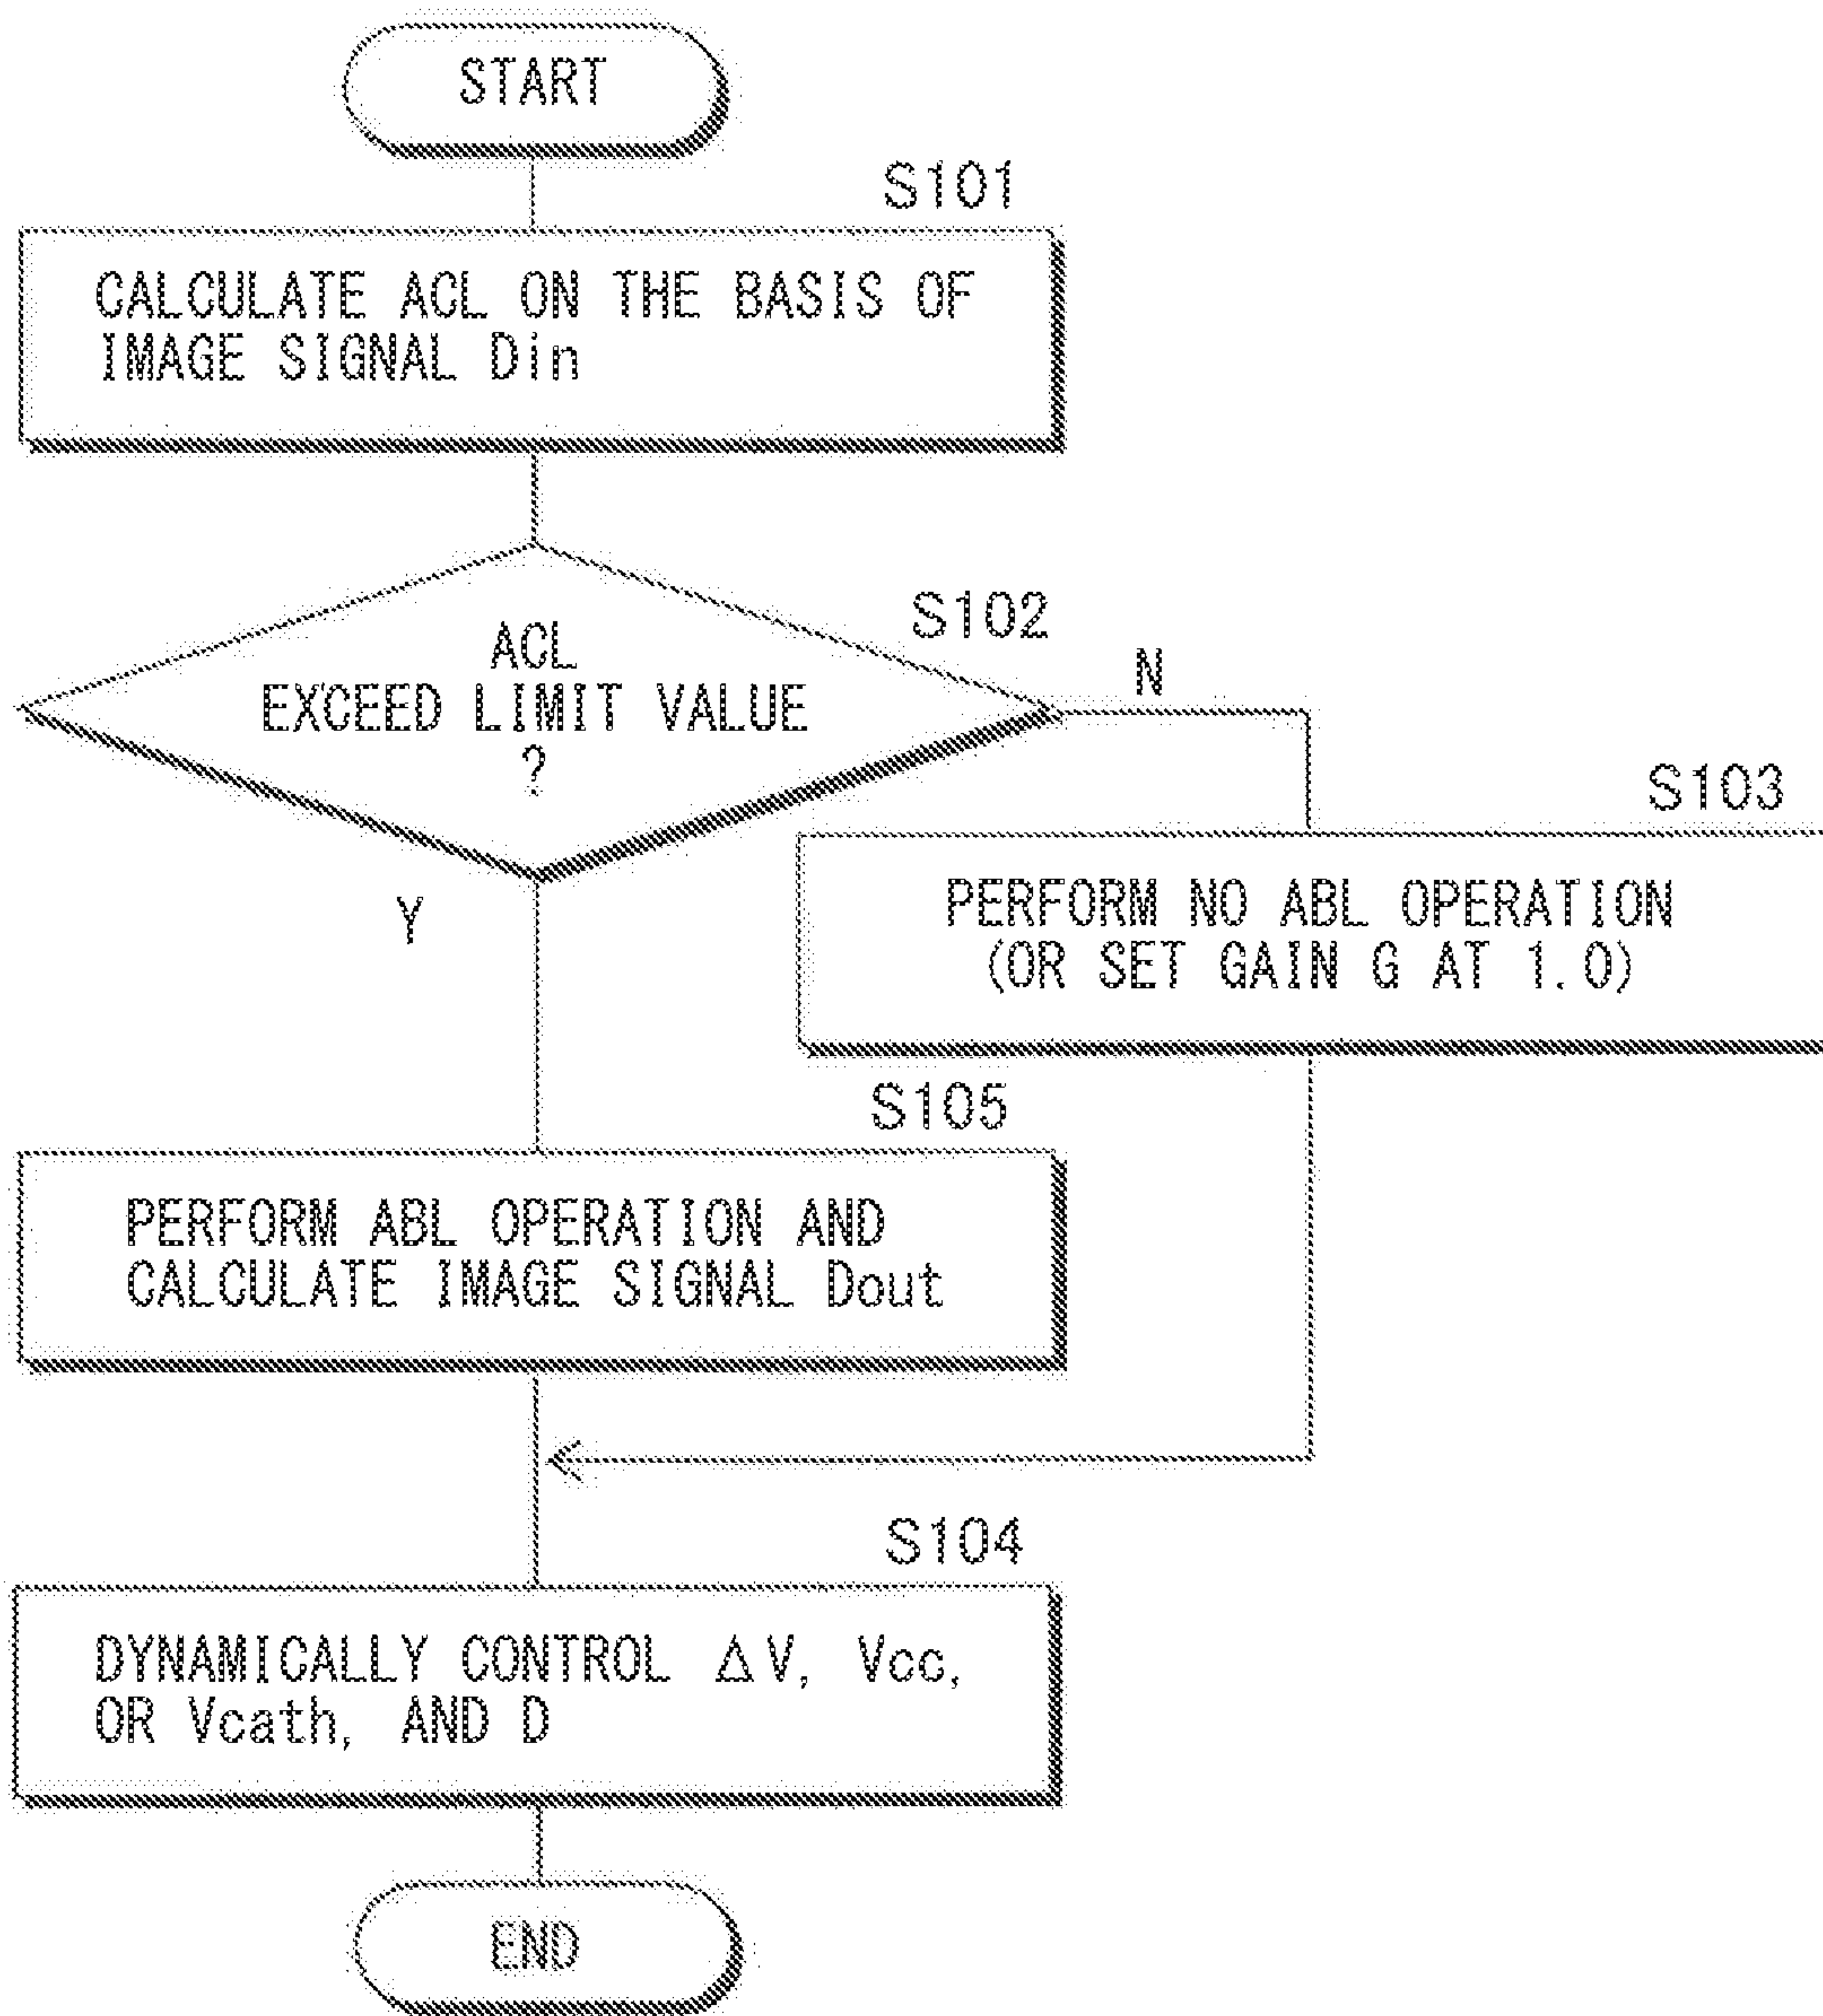 START
S101
CALCULATE ACL ON THE BASIS OF
IMAGE SIGNAL Din
S102
ACL
EXCEED LIMIT VALUE
?
N
Y
S103
PERFORM NO ABL OPERATION
(OR SET GAIN G AT 1.0)
S105
PERFORM ABL OPERATION AND
CALCULATE IMAGE SIGNAL Dout
S104
DYNAMICALLY CONTROL ΔV, Vcc,
OR Vcath, AND D
END